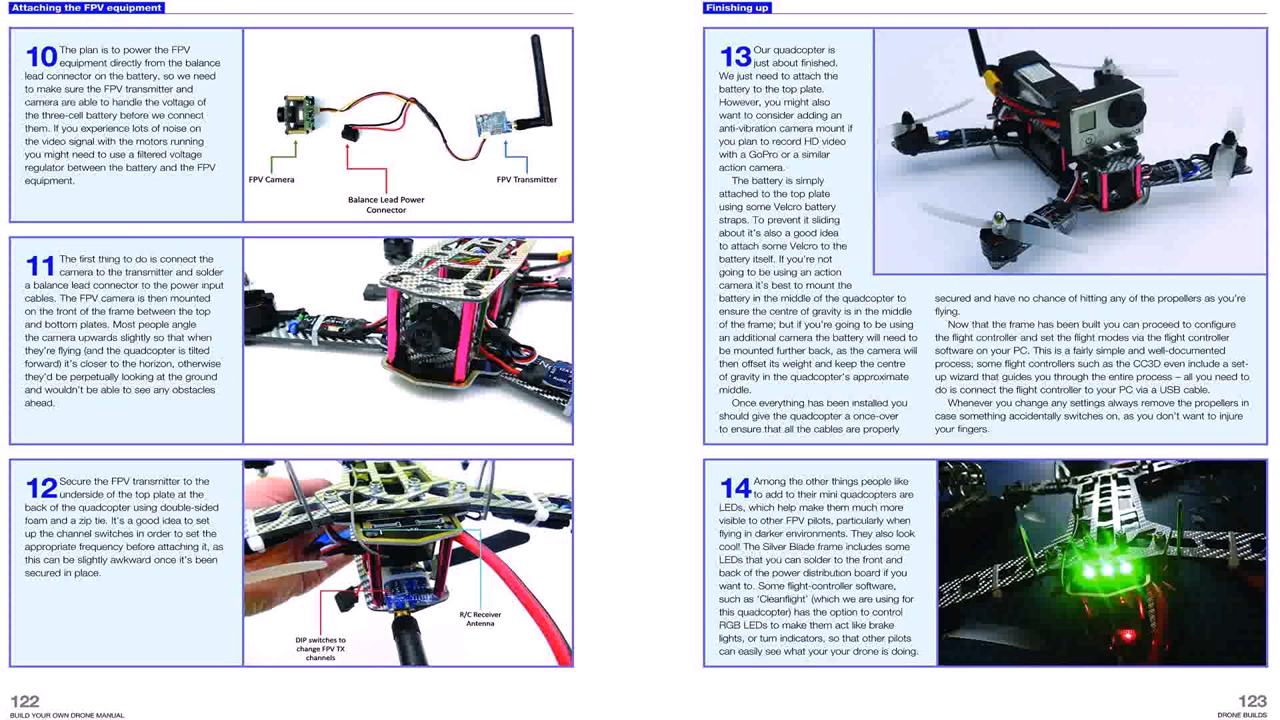 Attaching the FPV equipment
10 The plan is to power the FPV
equipment directly from the balance
lead connector on the battery, so we need
to make sure the FPV transmitter and
camera are able to handle the voltage of
the three-cell battery before we connect
them. If you experience lots of noise on
the video signal with the motors running
you might need to use a filtered voltage
regulator between the battery and the FPV
equipment.
FPV Camera
FPV Transmitter
Balance Lead Power
Connector
11 The first thing to do is connect the
camera to the transmitter and solder
a balance lead connector to the power input
cables. The FPV camera is then mounted
on the front of the frame between the top
and bottom plates. Most people angle
the camera upwards slightly so that when
they're flying (and the quadcopter is tilted
forward) it's closer to the horizon, otherwise
they'd be perpetually looking at the ground
and wouldn't be able to see any obstacles
ahead.
12 Secure the FPV transmitter to the
underside of the top plate at the
back of the quadcopter using double-sided
foam and a zip tie. It's a good idea to set
up the channel switches in order to set the
appropriate frequency before attaching it, as
this can be slightly awkward once it's been
secured in place.
R/C Receiver
Antenna
DIP switches to
change FPV TX
channels
122
BUILD YOUR OWN DRONE MANUAL
Finishing up
13 Our quadcopter is
just about finished.
We just need to attach the
battery to the top plate.
However, you might also
want to consider adding an
anti-vibration camera mount if
you plan to record HD video
with a GoPro or a similar
action camera.
The battery is simply
attached to the top plate
using some Velcro battery
straps. To prevent it sliding
about it's also a good idea
to attach some Velcro to the
battery itself. If you're not
going to be using an action
camera it's best to mount the
battery in the middle of the quadcopter to
ensure the centre of gravity is in the middle
of the frame; but if you're going to be using
an additional camera the battery will need to
be mounted further back, as the camera will
then offset its weight and keep the centre
of gravity in the quadcopter's approximate
middle.
Once everything has been installed you
should give the quadcopter a once-over
to ensure that all the cables are properly
secured and have no chance of hitting any of the propellers as you're
flying.
Now that the frame has been built you can proceed to configure
the flight controller and set the flight modes via the flight controller
software on your PC. This is a fairly simple and well-documented
process; some flight controllers such as the CC3D even include a set-
up wizard that guides you through the entire process – all you need to
do is connect the flight controller to your PC via a USB cable.
Whenever you change any settings always remove the propellers in
case something accidentally switches on, as you don't want to injure
your fingers.
14 Among the other things people like
to add to their mini quadcopters are
LEDs, which help make them much more
visible to other FPV pilots, particularly when
flying in darker environments. They also look
cool! The Silver Blade frame includes some
LEDs that you can solder to the front and
back of the power distribution board if you
want to. Some flight-controller software,
such as 'Cleanflight' (which we are using for
this quadcopter) has the option to control
RGB LEDs to make them act like brake
lights, or turn indicators, so that other pilots
can easily see what your your drone is doing.
123
DRONE BUILDS